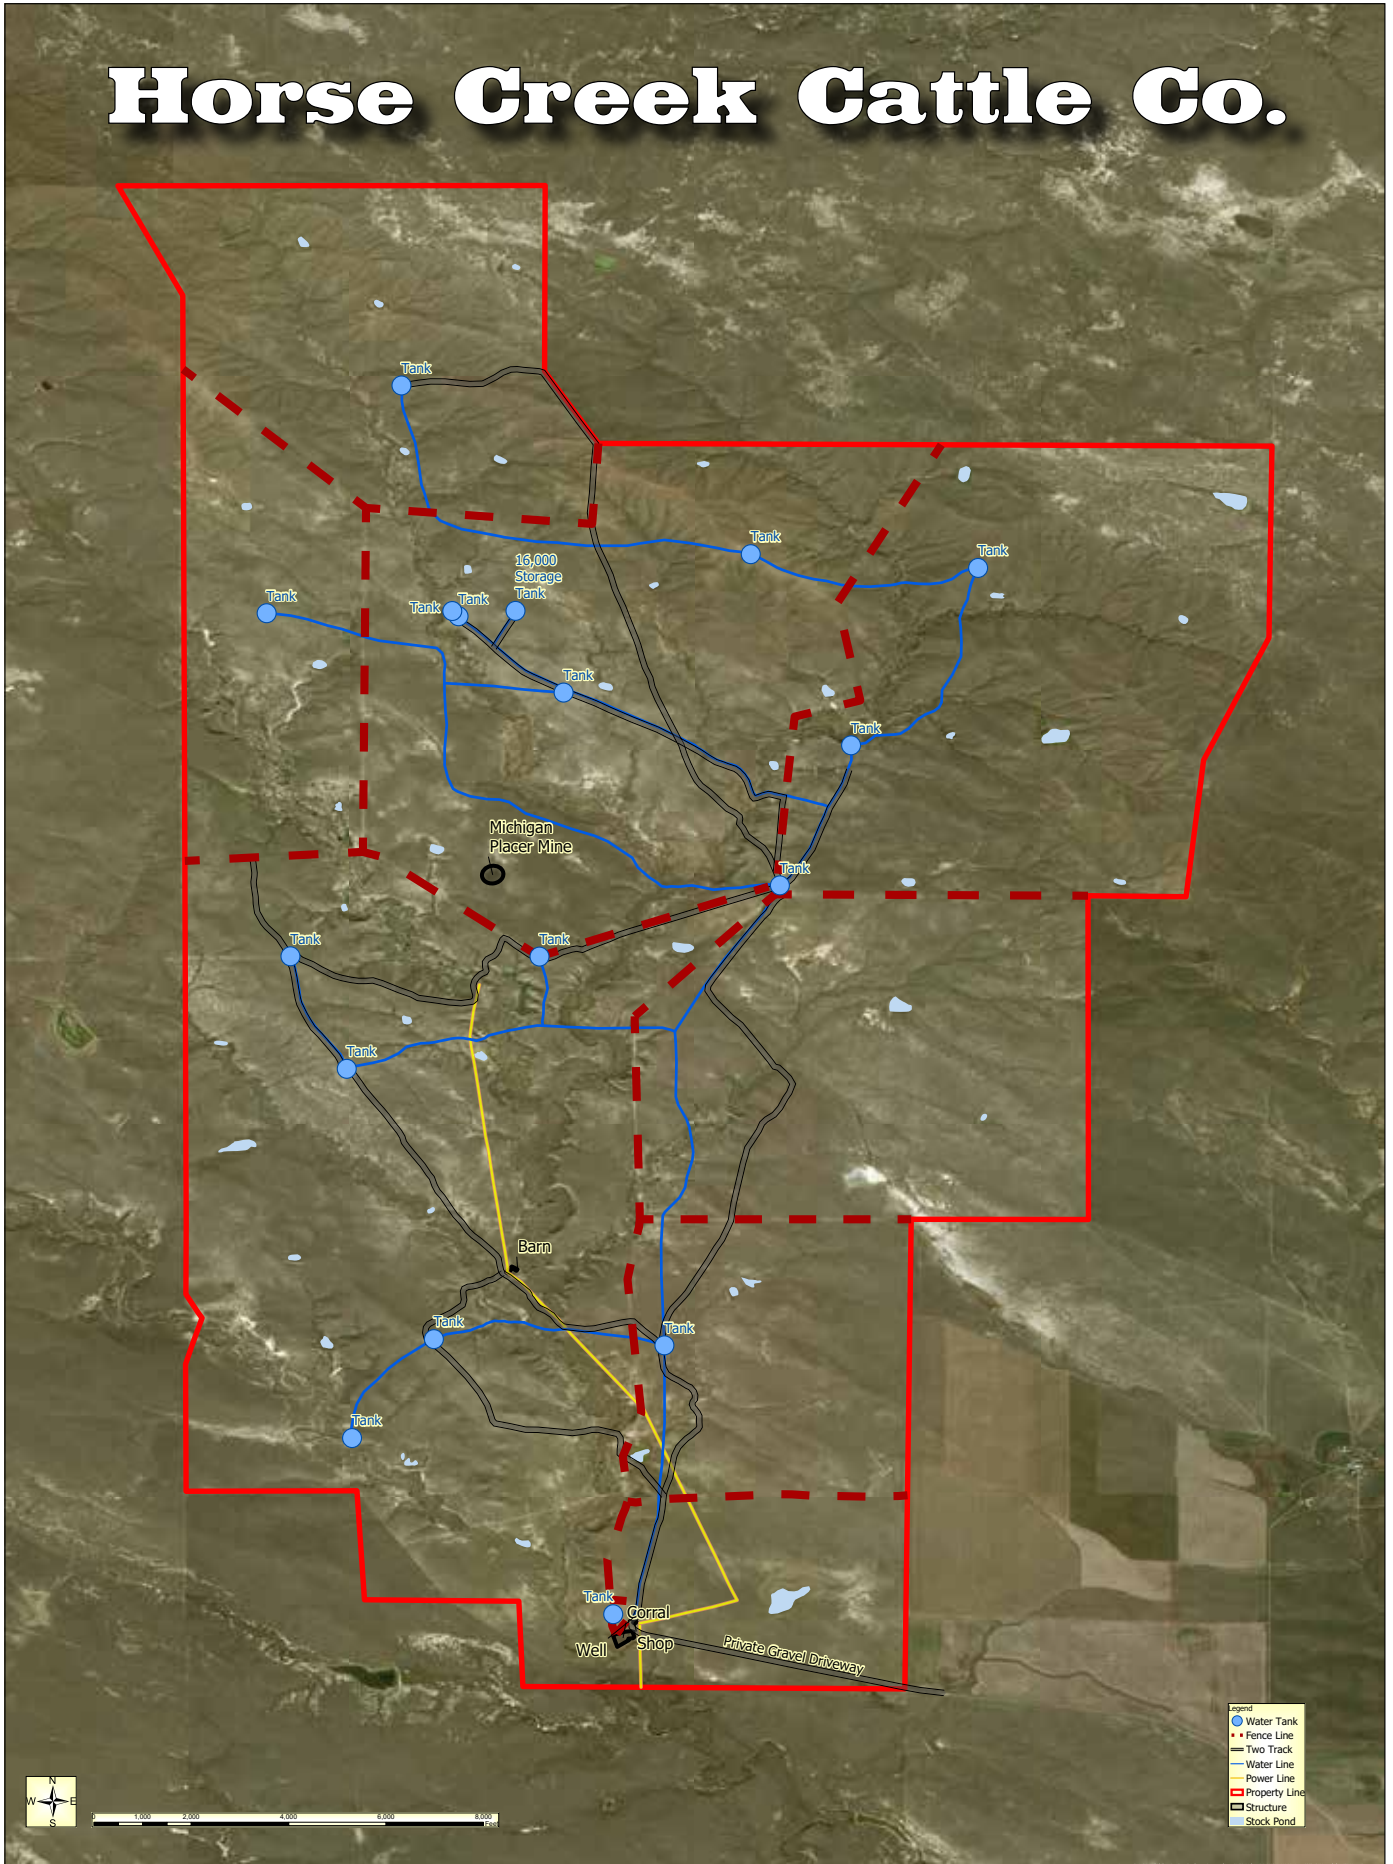 Horse Creek Cattle Co.
Tank
Tank
Tank
16,000
Storage
Tank
Tank
Tank
Tank
Tank
Tank
Michigan
Placer Mine
Tank
Tank
Tank
Tank
Barn
Tank
Tank
Tank
Tank
Corral
Well
Shop
Private Gravel Driveway
Legend
Water Tank
Fence Line
Two Track
Water Line
Power Line
Property Line
Structure
Stock Pond
N
W E
S
0 1,000 2,000 4,000 6,000 8,000
Feet